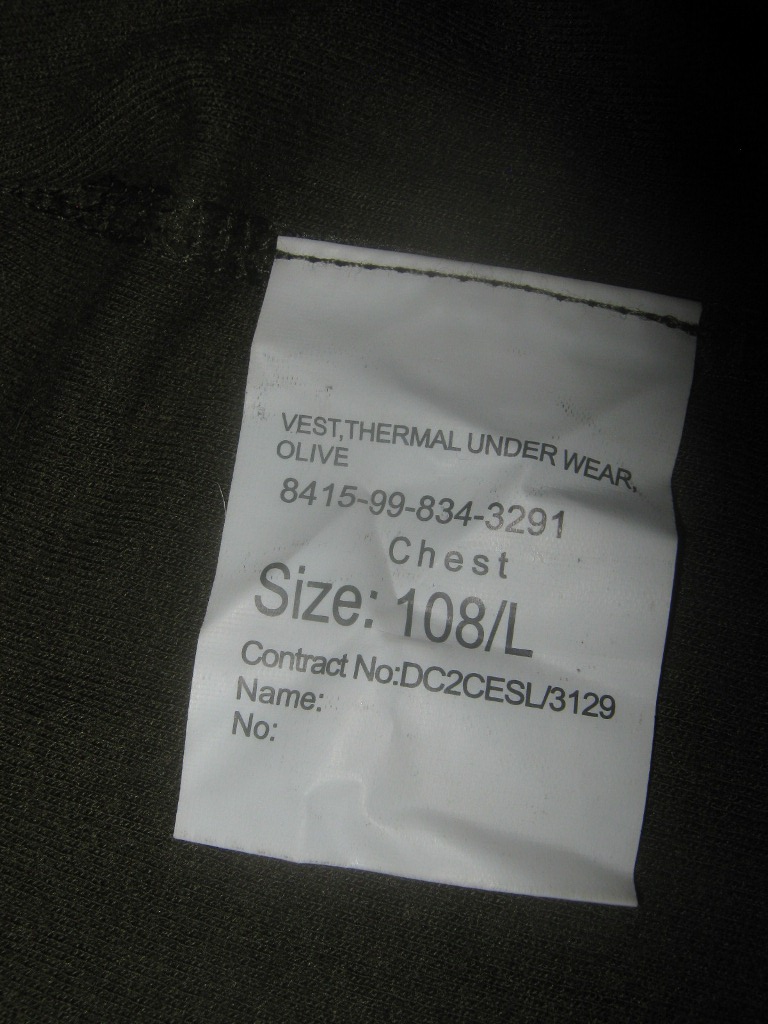 VEST,THERMAL UNDER WEAR,
OLIVE
8415-99-834-3291
Chest
Size: 108/L
Contract No:DC2CESL/3129
Name:
No: